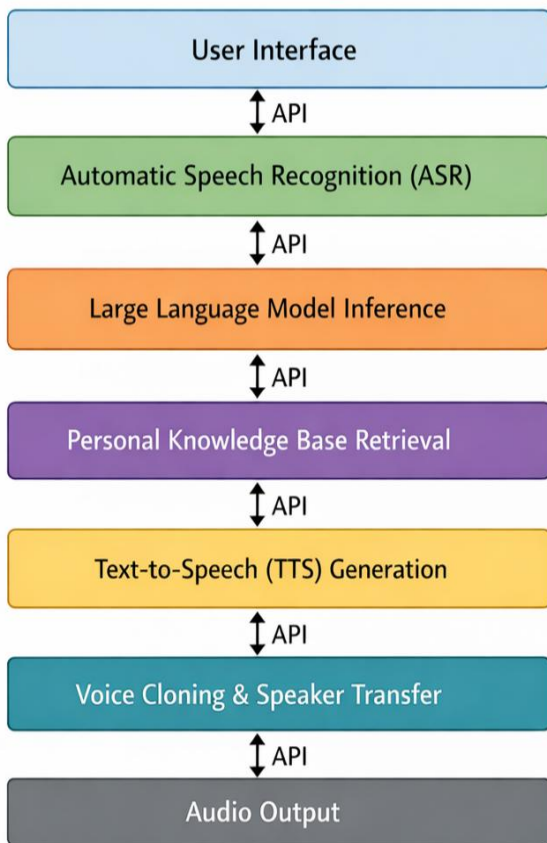 User Interface
API
Automatic Speech Recognition (ASR)
API
Large Language Model Inference
API
Personal Knowledge Base Retrieval
API
Text-to-Speech (TTS) Generation
API
Voice Cloning & Speaker Transfer
API
Audio Output